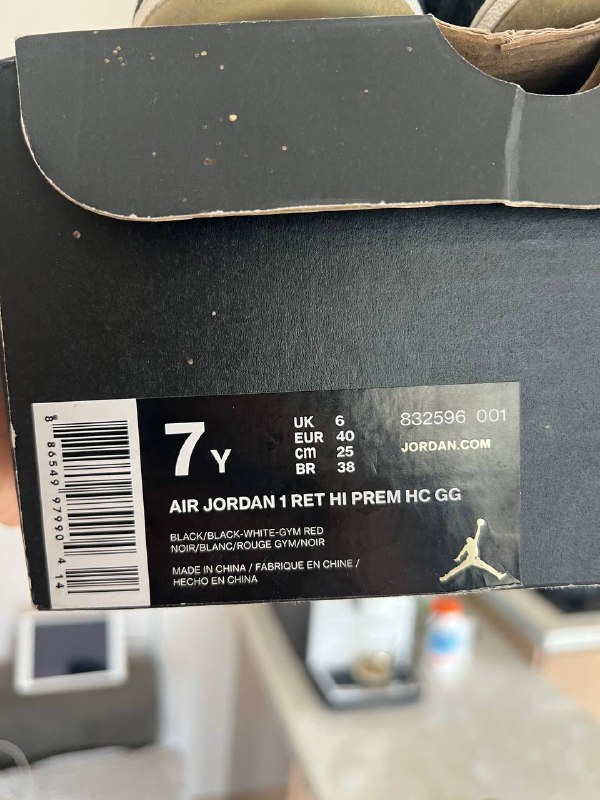 7Y
UK 6
EUR 40
cm 25
BR 38
832596 001
JORDAN.COM
AIR JORDAN 1 RET HI PREM HC GG
BLACK/BLACK-WHITE-GYM RED
NOIR/BLANC/ROUGE GYM/NOIR
MADE IN CHINA / FABRIQUE EN CHINE /
HECHO EN CHINA
8 86549 97990 4 14